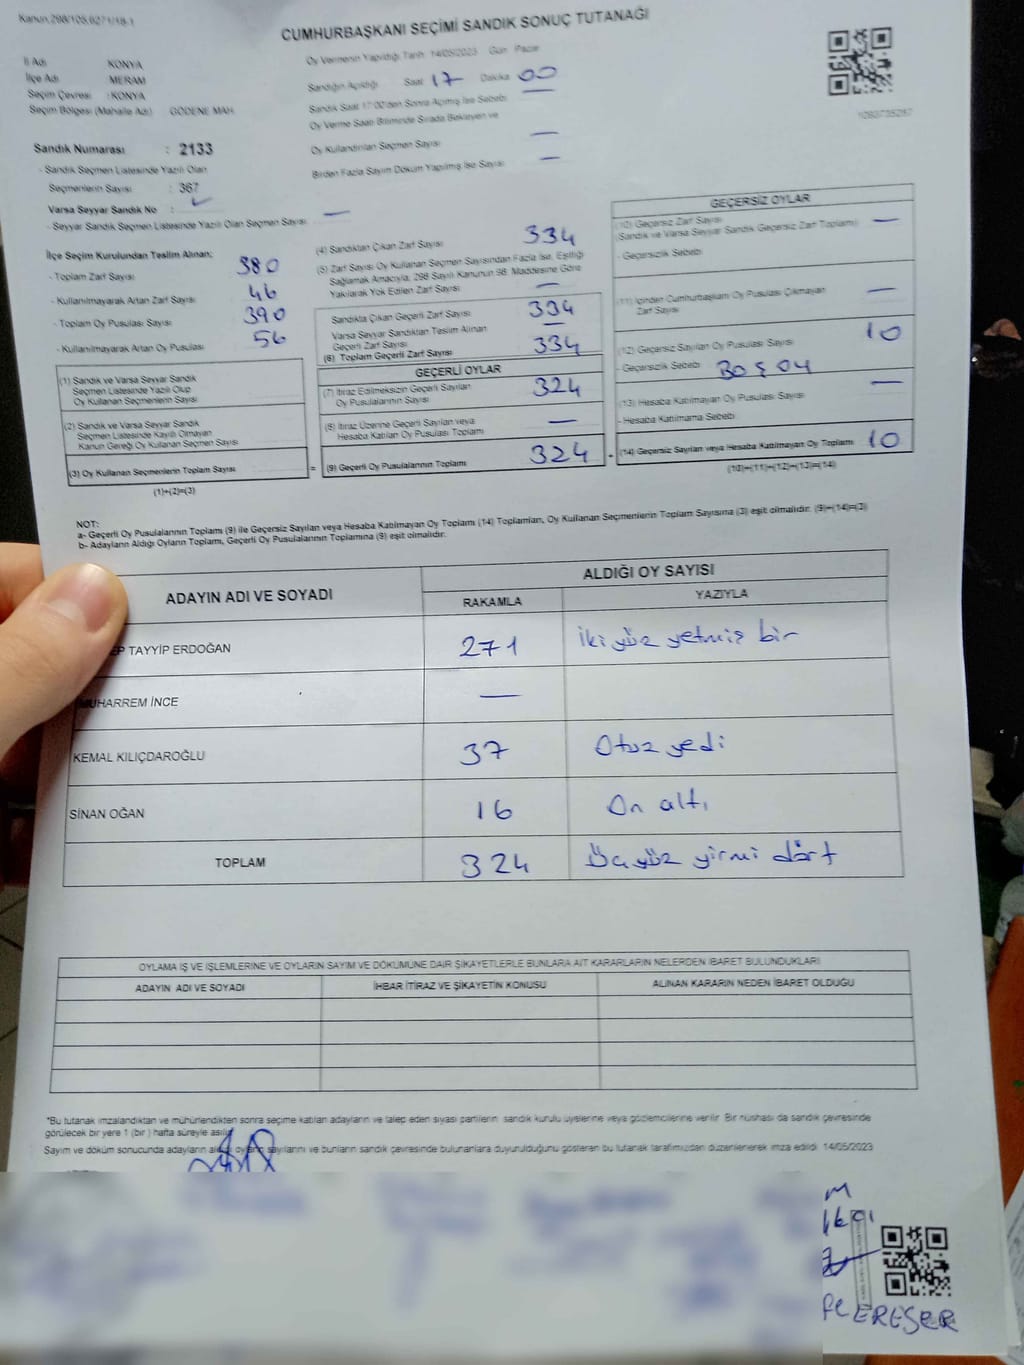 Kanun:298/105,6271/18-1
CUMHURBAŞKANI SEÇİMİ SANDIK SONUÇ TUTANAĞI
İl Adı KONYA
İlçe Adı MERAM
Seçim Çevresi : KONYA
Seçim Bölgesi (Mahalle Adı) GÖDENE MAH.
Oy Vermenin Yapıldığı Tarih 14/05/2023 Gün Pazar
Sandığın Açıldığı Saat 17 Dakika 00
Sandık Saat 17:00'den Sonra Açılmış İse Sebebi —
Oy Verme Saati Bitiminde Sırada Bekleyen ve
Oy Kullandırılan Seçmen Sayısı —
Birden Fazla Sayım Döküm Yapılmış İse Sayısı —
Sandık Numarası : 2133
- Sandık Seçmen Listesinde Yazılı Olan
Seçmenlerin Sayısı : 367
Varsa Seyyar Sandık No :
- Seyyar Sandık Seçmen Listesinde Yazılı Olan Seçmen Sayısı —
İlçe Seçim Kurulundan Teslim Alınan;
- Toplam Zarf Sayısı 380
- Kullanılmayarak Artan Zarf Sayısı 46
- Toplam Oy Pusulası Sayısı 390
- Kullanılmayarak Artan Oy Pusulası 56
(1) Sandık ve Varsa Seyyar Sandık
Seçmen Listesinde Yazılı Olup
Oy Kullanan Seçmenlerin Sayısı
(2) Sandık ve Varsa Seyyar Sandık
Seçmen Listesinde Kayıtlı Olmayan
Kanun Gereği Oy Kullanan Seçmen Sayısı
(3) Oy Kullanan Seçmenlerin Toplam Sayısı
(1)+(2)=(3)
(4) Sandıktan Çıkan Zarf Sayısı 334
(5) Zarf Sayısı Oy Kullanan Seçmen Sayısından Fazla İse, Eşitliği
Sağlamak Amacıyla, 298 Sayılı Kanunun 98. Maddesine Göre
Yakılarak Yok Edilen Zarf Sayısı —
Sandıkta Çıkan Geçerli Zarf Sayısı 334
Varsa Seyyar Sandıktan Teslim Alınan
Geçerli Zarf Sayısı —
(6) Toplam Geçerli Zarf Sayısı 334
GEÇERLİ OYLAR
(7) İtiraz Edilmeksizin Geçerli Sayılan
Oy Pusulalarının Sayısı 324
(8) İtiraz Üzerine Geçerli Sayılan veya
Hesaba Katılan Oy Pusulası Toplamı —
= (9) Geçerli Oy Pusulalarının Toplamı 324
GEÇERSİZ OYLAR
(10) Geçersiz Zarf Sayısı
(Sandık ve Varsa Seyyar Sandık Geçersiz Zarf Toplamı) —
- Geçersizlik Sebebi
(11) İçinden Cumhurbaşkanı Oy Pusulası Çıkmayan
Zarf Sayısı —
(12) Geçersiz Sayılan Oy Pusulası Sayısı 10
- Geçersizlik Sebebi BOŞ OY
(13) Hesaba Katılmayan Oy Pusulası Sayısı —
- Hesaba Katılmama Sebebi
(14) Geçersiz Sayılan veya Hesaba Katılmayan Oy Toplamı 10
(10)+(11)+(12)+(13)=(14)
NOT:
a- Geçerli Oy Pusulalarının Toplamı (9) ile Geçersiz Sayılan veya Hesaba Katılmayan Oy Toplamı (14) Toplamları, Oy Kullanan Seçmenlerin Toplam Sayısına (3) eşit olmalıdır. (9)+(14)=(3)
b- Adayların Aldığı Oyların Toplamı, Geçerli Oy Pusulalarının Toplamına (9) eşit olmalıdır.
ADAYIN ADI VE SOYADI ALDIĞI OY SAYISI
RAKAMLA YAZIYLA
EP TAYYİP ERDOĞAN 271 İki yüz yetmiş bir
MUHARREM İNCE —
KEMAL KILIÇDAROĞLU 37 Otuz yedi
SİNAN OĞAN 16 On altı
TOPLAM 324 Üç yüz yirmi dört
OYLAMA İŞ VE İŞLEMLERİNE VE OYLARIN SAYIM VE DÖKÜMÜNE DAİR ŞİKAYETLERLE BUNLARA AİT KARARLARIN NELERDEN İBARET BULUNDUKLARI
ADAYIN ADI VE SOYADI İHBAR İTİRAZ VE ŞİKAYETİN KONUSU ALINAN KARARIN NEDEN İBARET OLDUĞU
*Bu tutanak imzalandıktan ve mühürlendikten sonra seçime katılan adayların ve talep eden siyasi partilerin sandık kurulu üyelerine veya gözlemcilerine verilir. Bir nüshası da sandık çevresinde
görülecek bir yere 1 (bir) hafta süreyle asılır.
Sayım ve döküm sonucunda adayların aldığı oyların sayılarını ve bunların sandık çevresinde bulunanlara duyurulduğunu gösteren bu tutanak tarafımızdan düzenlenerek imza edildi. 14/05/2023